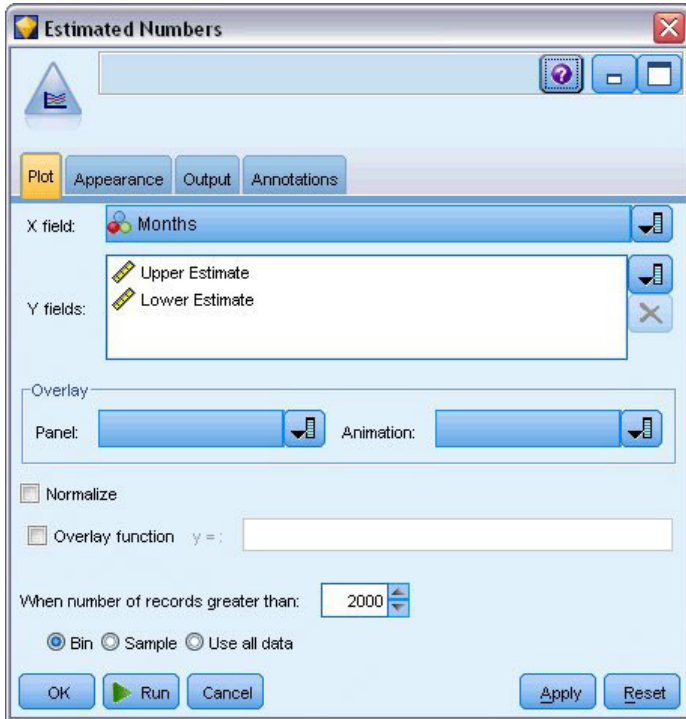 Estimated Numbers
Plot Appearance Output Annotations
X field: Months
Y fields: Upper Estimate
Lower Estimate
Overlay
Panel: Animation:
Normalize
Overlay function y = :
When number of records greater than: 2000
Bin Sample Use all data
OK Run Cancel Apply Reset